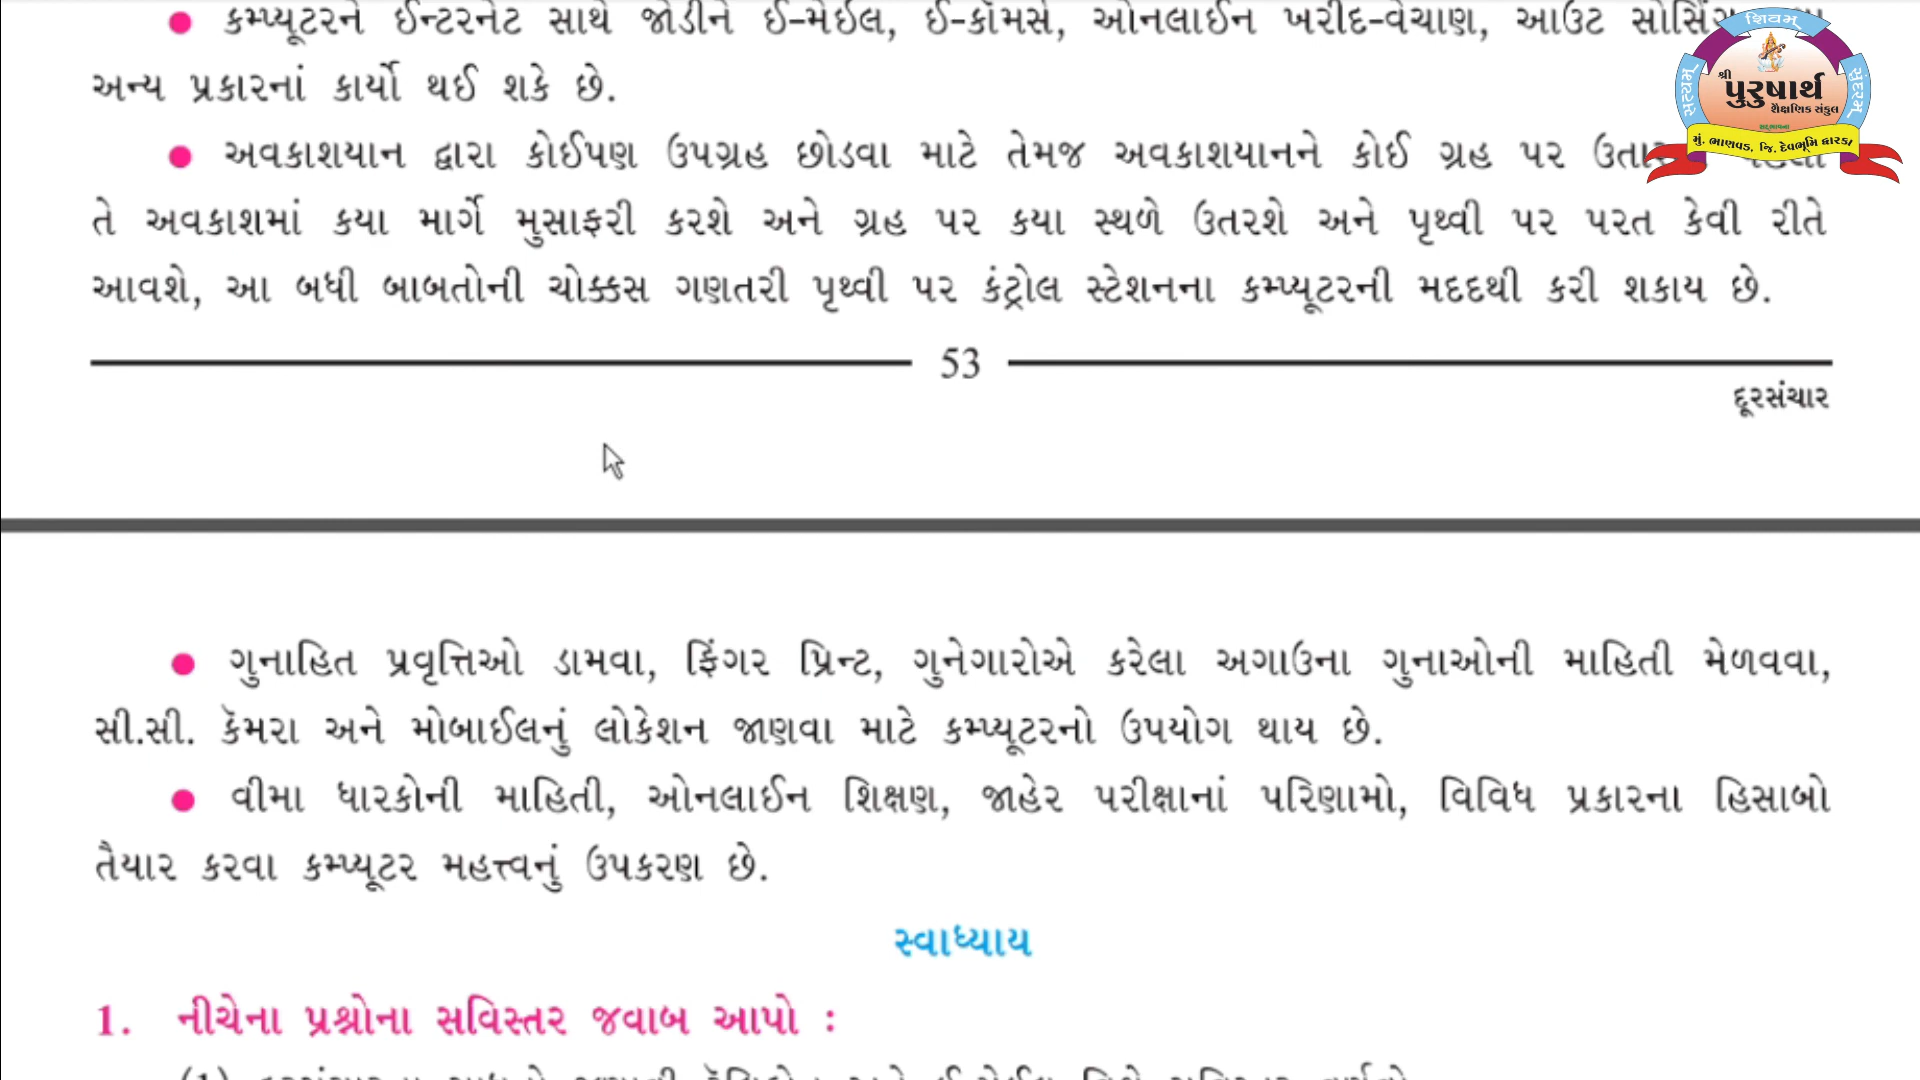 કમ્પ્યૂટરને ઈન્ટરનેટ સાથે જોડીને ઈ-મેઈલ, ઈ-કૉમર્સ, ઓનલાઈન ખરીદ-વેચાણ, આઉટ
અન્ય પ્રકારનાં કાર્યો થઈ શકે છે.
અવકાશયાન દ્વારા કોઈપણ ઉપગ્રહ છોડવા માટે તેમજ અવકાશયાનને કોઈ ગ્રહ પર
તે અવકાશમાં કયા માર્ગે મુસાફરી કરશે અને ગ્રહ પર કયા સ્થળે ઉતરશે અને પૃથ્વી પર પરત કેવી રીતે
આવશે, આ બધી બાબતોની ચોક્કસ ગણતરી પૃથ્વી પર કંટ્રોલ સ્ટેશનના કમ્પ્યૂટરની મદદથી કરી શકાય છે.
53
દૂરસંચાર
ગુનાહિત પ્રવૃત્તિઓ ડામવા, ફિંગર પ્રિન્ટ, ગુનેગારોએ કરેલા અગાઉના ગુનાઓની માહિતી મેળવવા,
સી.સી. કૅમરા અને મોબાઈલનું લોકેશન જાણવા માટે કમ્પ્યૂટરનો ઉપયોગ થાય છે.
વીમા ધારકોની માહિતી, ઓનલાઈન શિક્ષણ, જાહેર પરીક્ષાનાં પરિણામો, વિવિધ પ્રકારના હિસાબો
તૈયાર કરવા કમ્પ્યૂટર મહત્ત્વનું ઉપકરણ છે.
સ્વાધ્યાય
1. નીચેના પ્રશ્નોના સવિસ્તર જવાબ આપો :
સત્યમ્
શિવમ્
સુંદરમ્
શ્રી
પુરુષાર્થ
શૈક્ષણિક સંકુલ
મું. ભાણવડ, જિ. દેવભૂમિ દ્વારકા